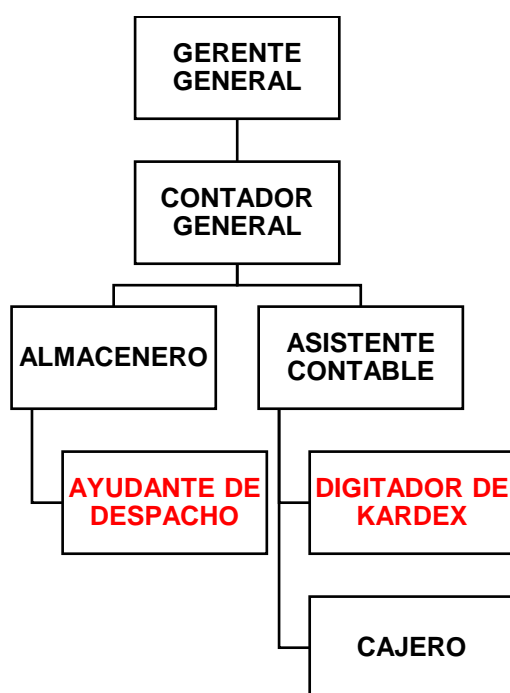 GERENTE
GENERAL
CONTADOR
GENERAL
ALMACENERO
ASISTENTE
CONTABLE
AYUDANTE DE
DESPACHO
DIGITADOR DE
KARDEX
CAJERO